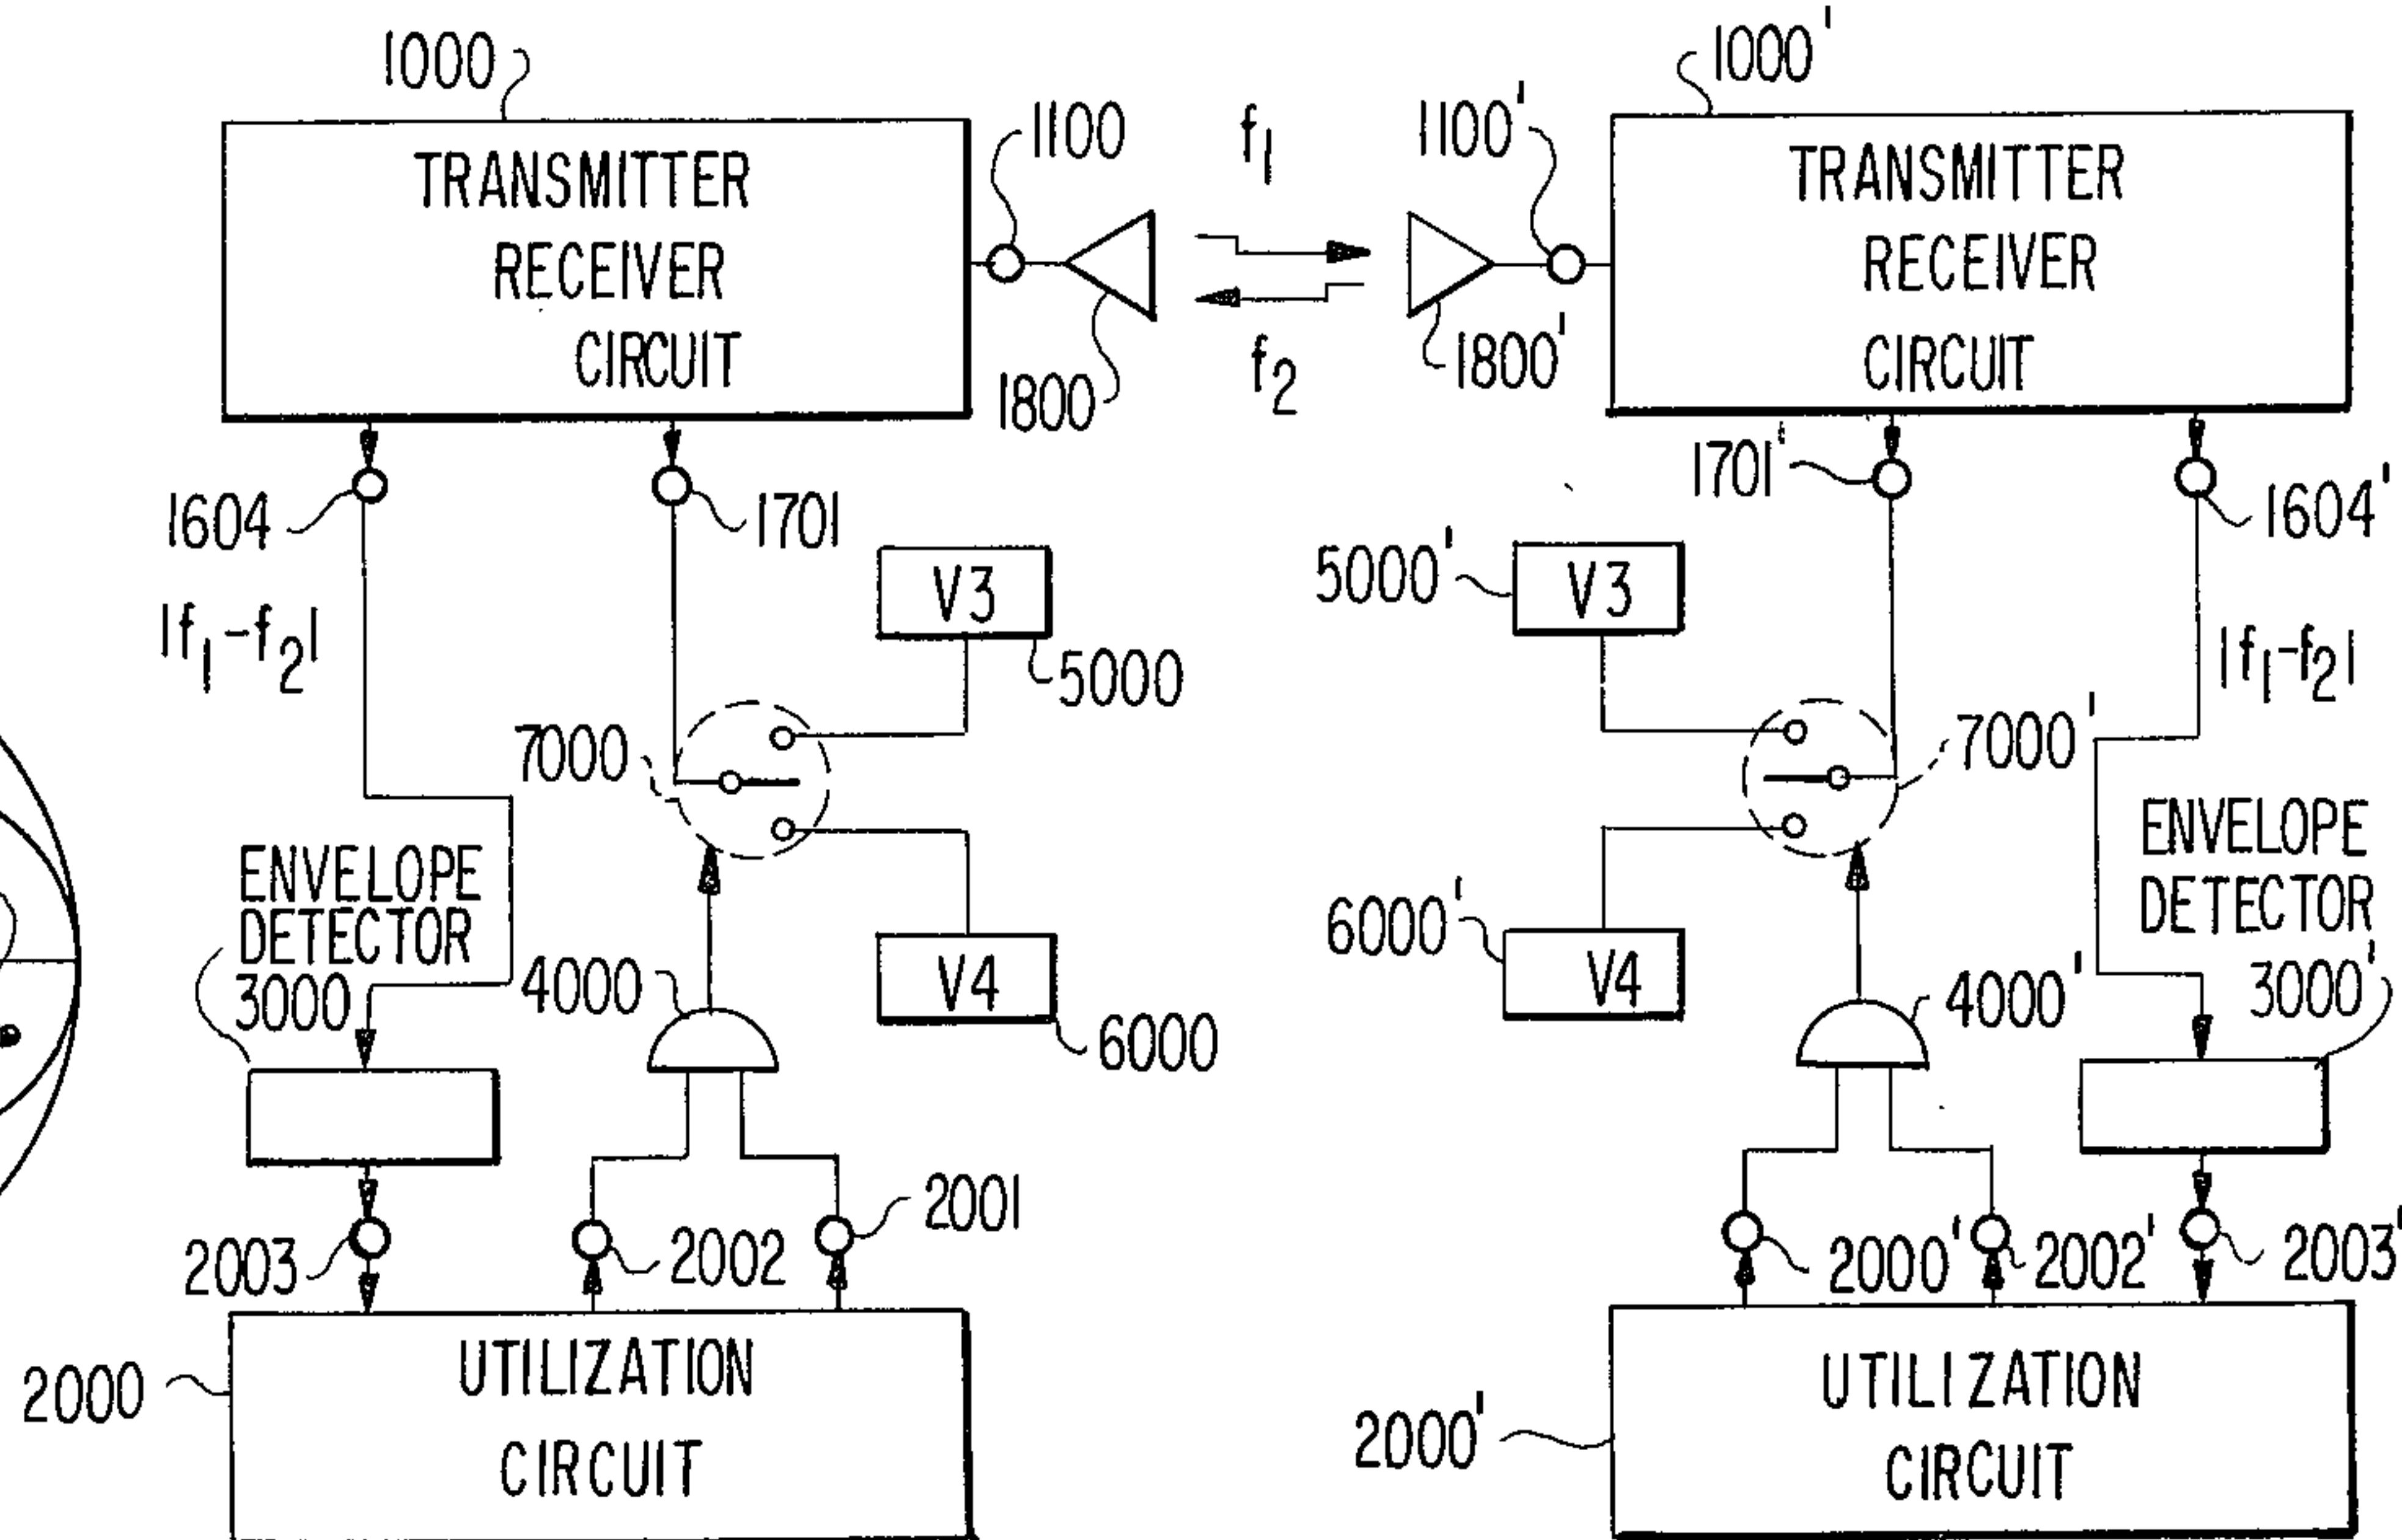 1000
1000'
TRANSMITTER
RECEIVER
CIRCUIT
1100
f1
1100'
TRANSMITTER
RECEIVER
CIRCUIT
1800
f2
1800'
1604
1701
1701'
1604'
|f1-f2|
V3
5000
5000'
V3
|f1-f2|
7000
7000'
ENVELOPE
DETECTOR
3000
4000
V4
6000
6000'
V4
4000'
ENVELOPE
DETECTOR
3000'
2003
2002
2001
2000'
2002'
2003'
2000
UTILIZATION
CIRCUIT
2000'
UTILIZATION
CIRCUIT